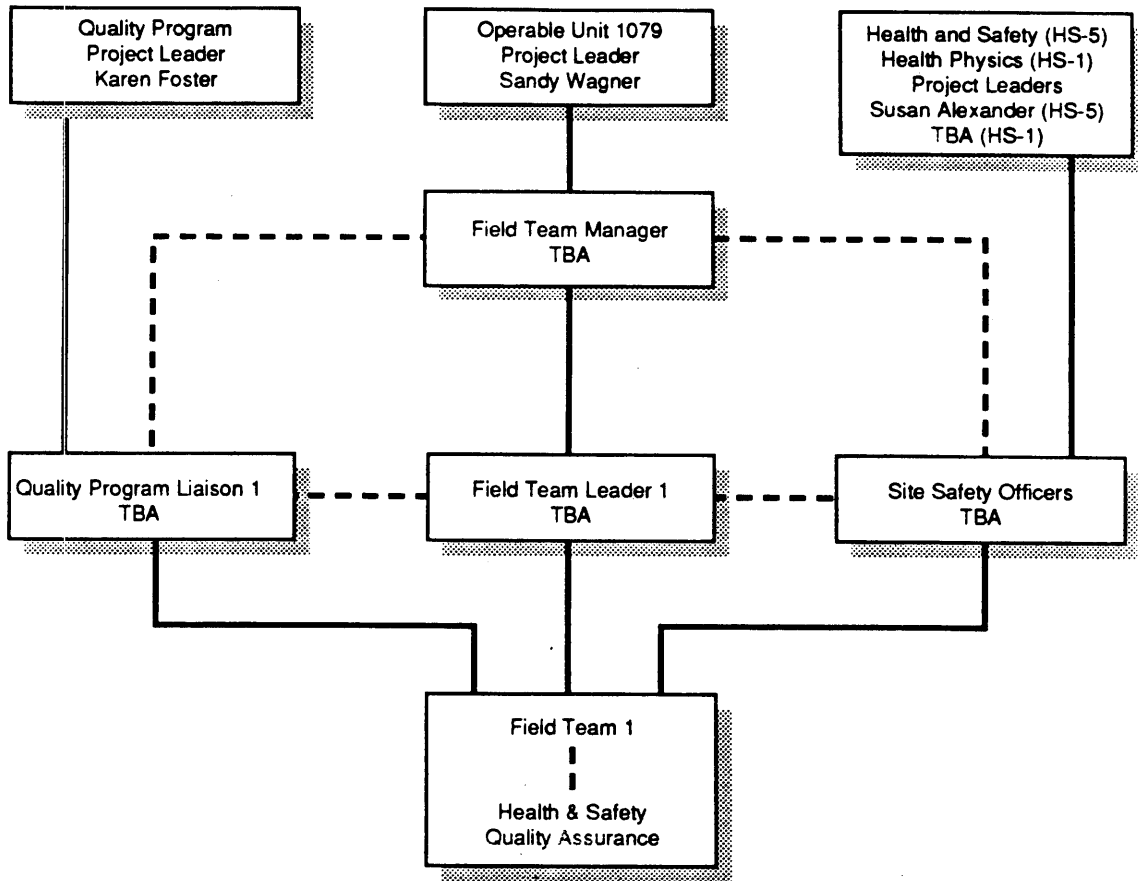 Quality Program
Project Leader
Karen Foster
Operable Unit 1079
Project Leader
Sandy Wagner
Health and Safety (HS-5)
Health Physics (HS-1)
Project Leaders
Susan Alexander (HS-5)
TBA (HS-1)
Field Team Manager
TBA
Quality Program Liaison 1
TBA
Field Team Leader 1
TBA
Site Safety Officers
TBA
Field Team 1
Health & Safety
Quality Assurance